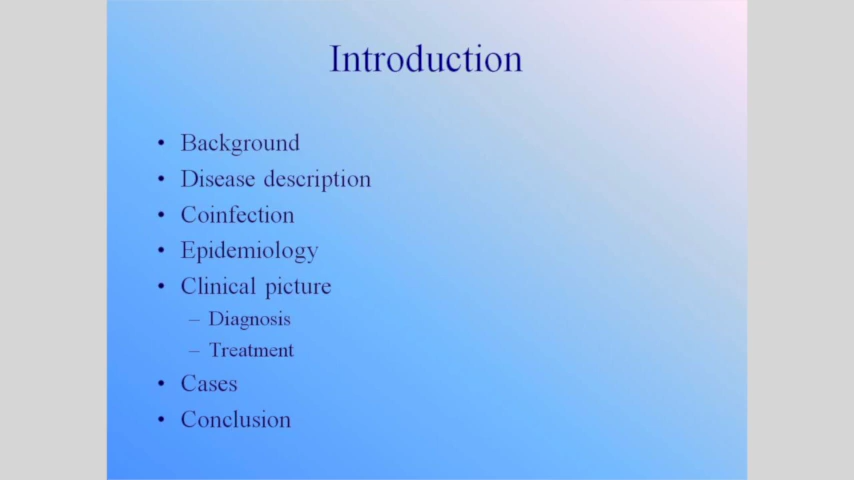 Introduction
• Background
• Disease description
• Coinfection
• Epidemiology
• Clinical picture
– Diagnosis
– Treatment
• Cases
• Conclusion